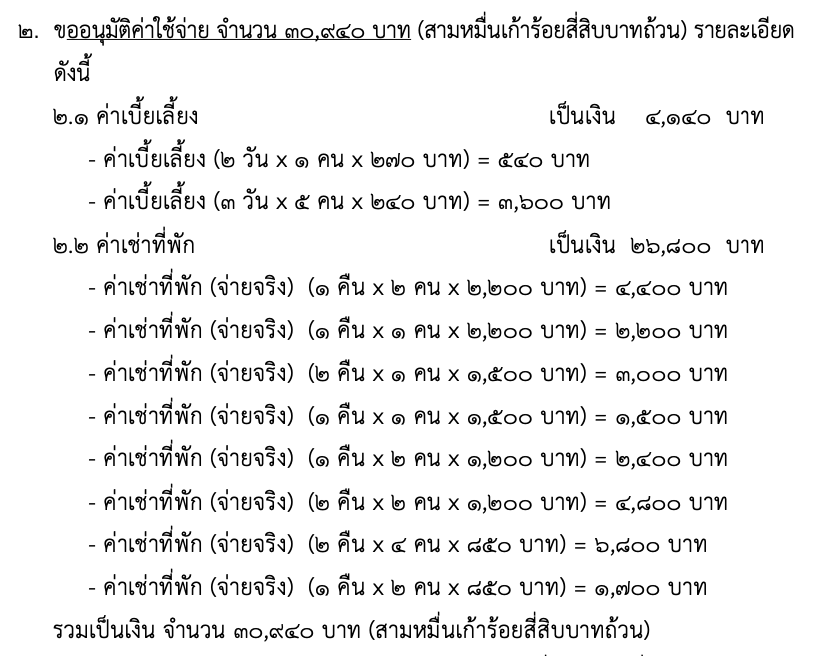 ๒. ขออนุมัติค่าใช้จ่าย จำนวน ๓๐,๙๔๐ บาท (สามหมื่นเก้าร้อยสี่สิบบาทถ้วน) รายละเอียด
ดังนี้
๒.๑ ค่าเบี้ยเลี้ยง เป็นเงิน ๔,๑๔๐ บาท
- ค่าเบี้ยเลี้ยง (๒ วัน x ๑ คน x ๒๗๐ บาท) = ๕๔๐ บาท
- ค่าเบี้ยเลี้ยง (๓ วัน x ๕ คน x ๒๔๐ บาท) = ๓,๖๐๐ บาท
๒.๒ ค่าเช่าที่พัก เป็นเงิน ๒๖,๘๐๐ บาท
- ค่าเช่าที่พัก (จ่ายจริง) (๑ คืน x ๒ คน x ๒,๒๐๐ บาท) = ๔,๔๐๐ บาท
- ค่าเช่าที่พัก (จ่ายจริง) (๑ คืน x ๑ คน x ๒,๒๐๐ บาท) = ๒,๒๐๐ บาท
- ค่าเช่าที่พัก (จ่ายจริง) (๒ คืน x ๑ คน x ๑,๕๐๐ บาท) = ๓,๐๐๐ บาท
- ค่าเช่าที่พัก (จ่ายจริง) (๑ คืน x ๑ คน x ๑,๕๐๐ บาท) = ๑,๕๐๐ บาท
- ค่าเช่าที่พัก (จ่ายจริง) (๑ คืน x ๒ คน x ๑,๒๐๐ บาท) = ๒,๔๐๐ บาท
- ค่าเช่าที่พัก (จ่ายจริง) (๒ คืน x ๒ คน x ๑,๒๐๐ บาท) = ๔,๘๐๐ บาท
- ค่าเช่าที่พัก (จ่ายจริง) (๒ คืน x ๔ คน x ๘๕๐ บาท) = ๖,๘๐๐ บาท
- ค่าเช่าที่พัก (จ่ายจริง) (๑ คืน x ๒ คน x ๘๕๐ บาท) = ๑,๗๐๐ บาท
รวมเป็นเงิน จำนวน ๓๐,๙๔๐ บาท (สามหมื่นเก้าร้อยสี่สิบบาทถ้วน)